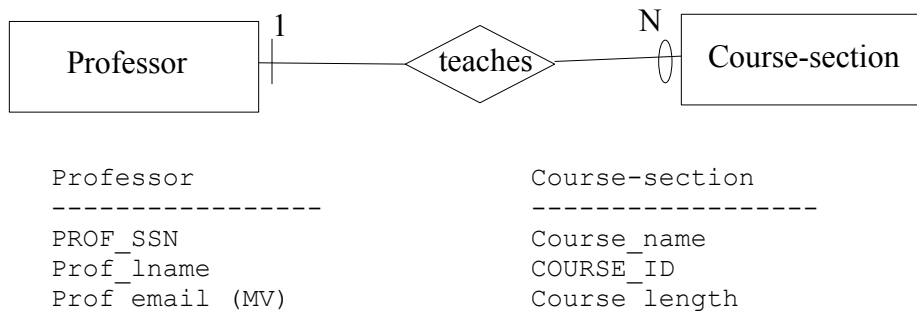 1
N
Professor
teaches
Course-section
Professor
Course-section
------------------
-------------------
PROF_SSN
Course_name
Prof_lname
COURSE_ID
Prof_email (MV)
Course_length